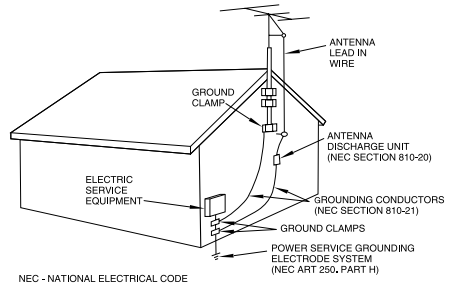 ANTENNA
LEAD IN
WIRE
GROUND
CLAMP
ANTENNA
DISCHARGE UNIT
(NEC SECTION 810-20)
ELECTRIC
SERVICE
EQUIPMENT
GROUNDING CONDUCTORS
(NEC SECTION 810-21)
GROUND CLAMPS
POWER SERVICE GROUNDING
ELECTRODE SYSTEM
(NEC ART 250. PART H)
NEC - NATIONAL ELECTRICAL CODE